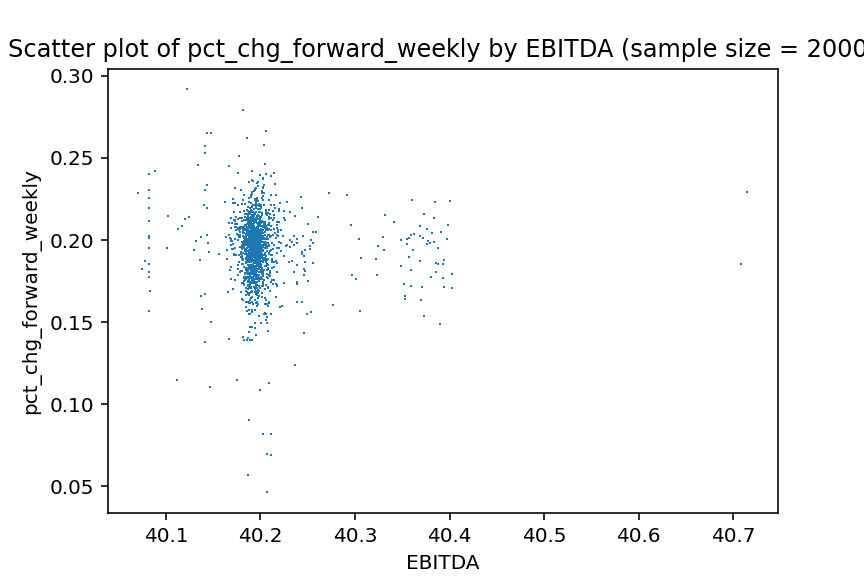 Scatter plot of pct_chg_forward_weekly by EBITDA (sample size = 2000
0.30
0.25
0.20
0.15
0.10
0.05
pct_chg_forward_weekly
40.1 40.2 40.3 40.4 40.5 40.6 40.7
EBITDA